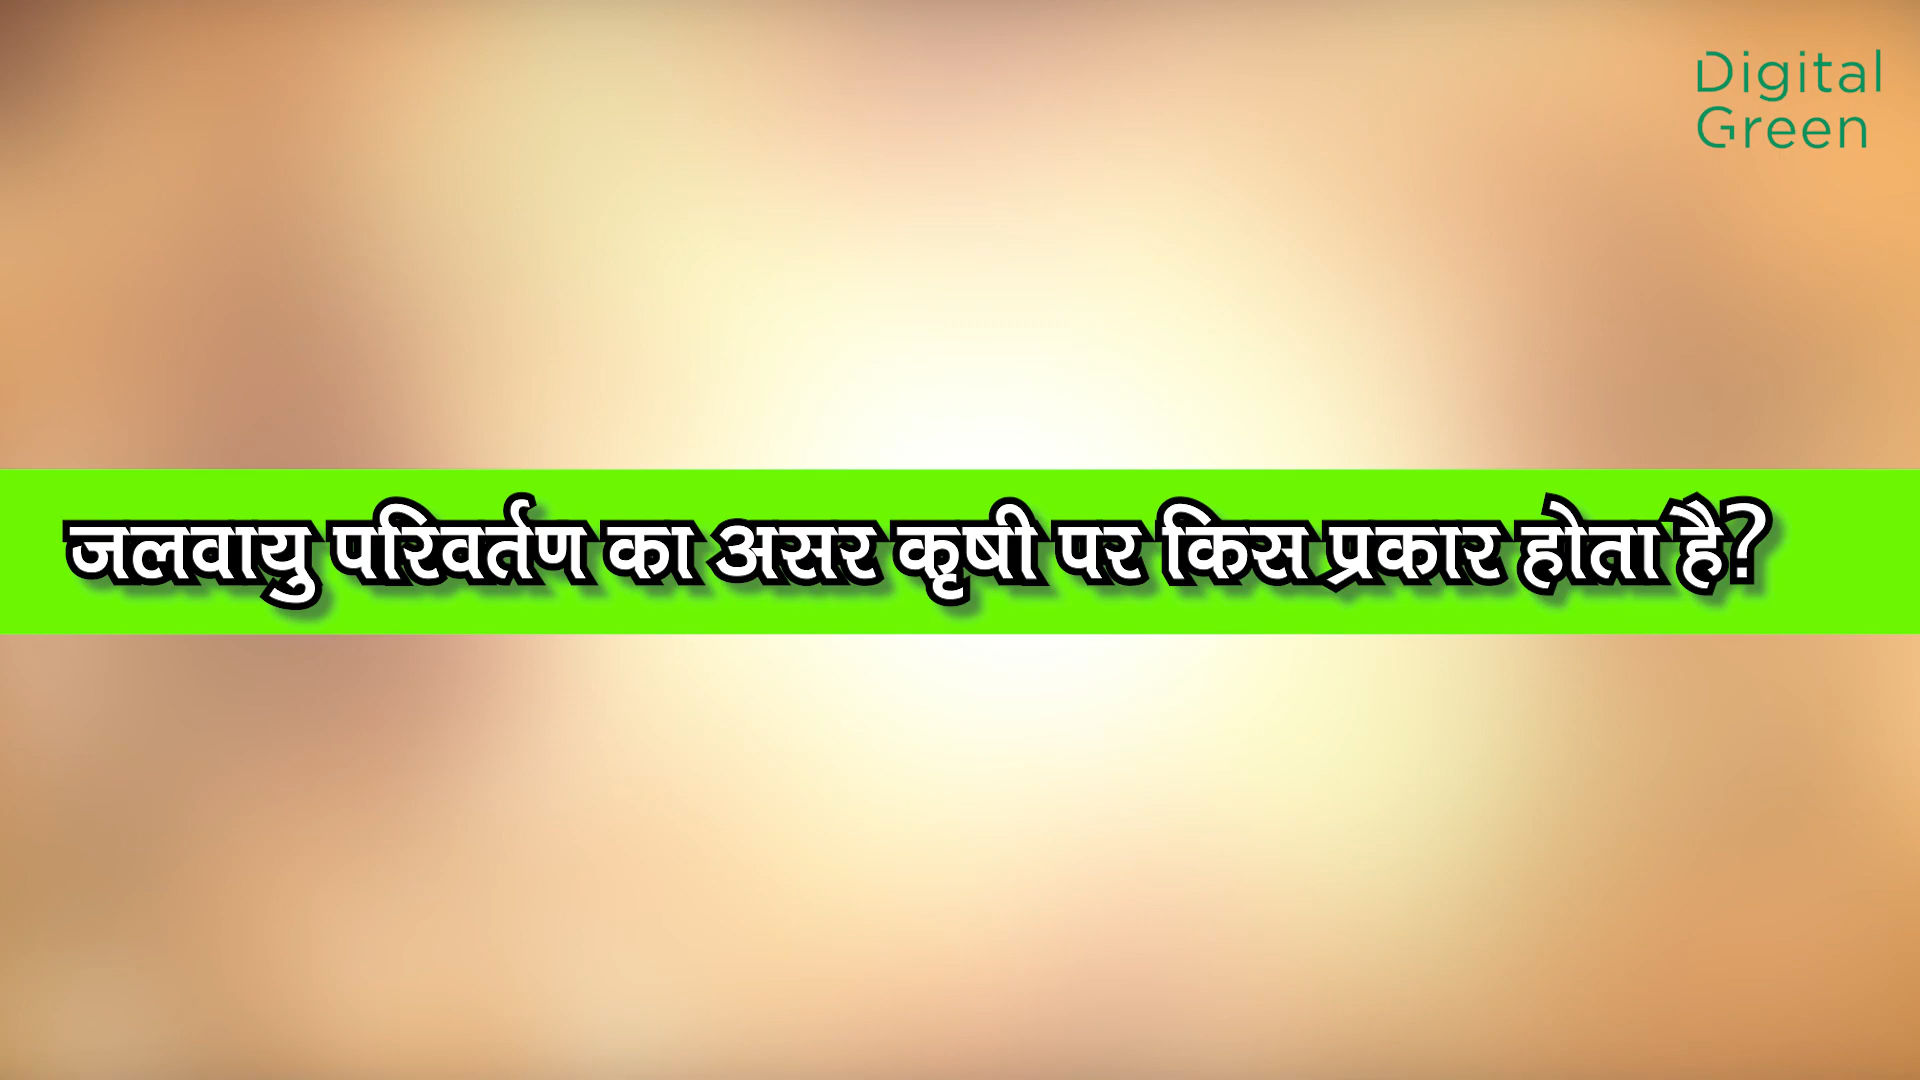 Digital
Green
जलवायु परिवर्तण का असर कृषी पर किस प्रकार होता है?